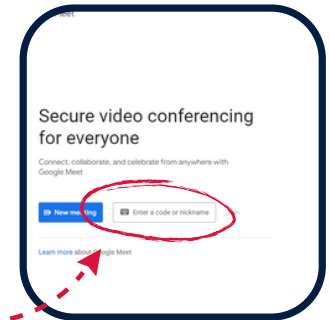 Meet
Secure video conferencing
for everyone
Connect, collaborate, and celebrate from anywhere with
Google Meet
New meeting
Enter a code or nickname
Learn more about Google Meet